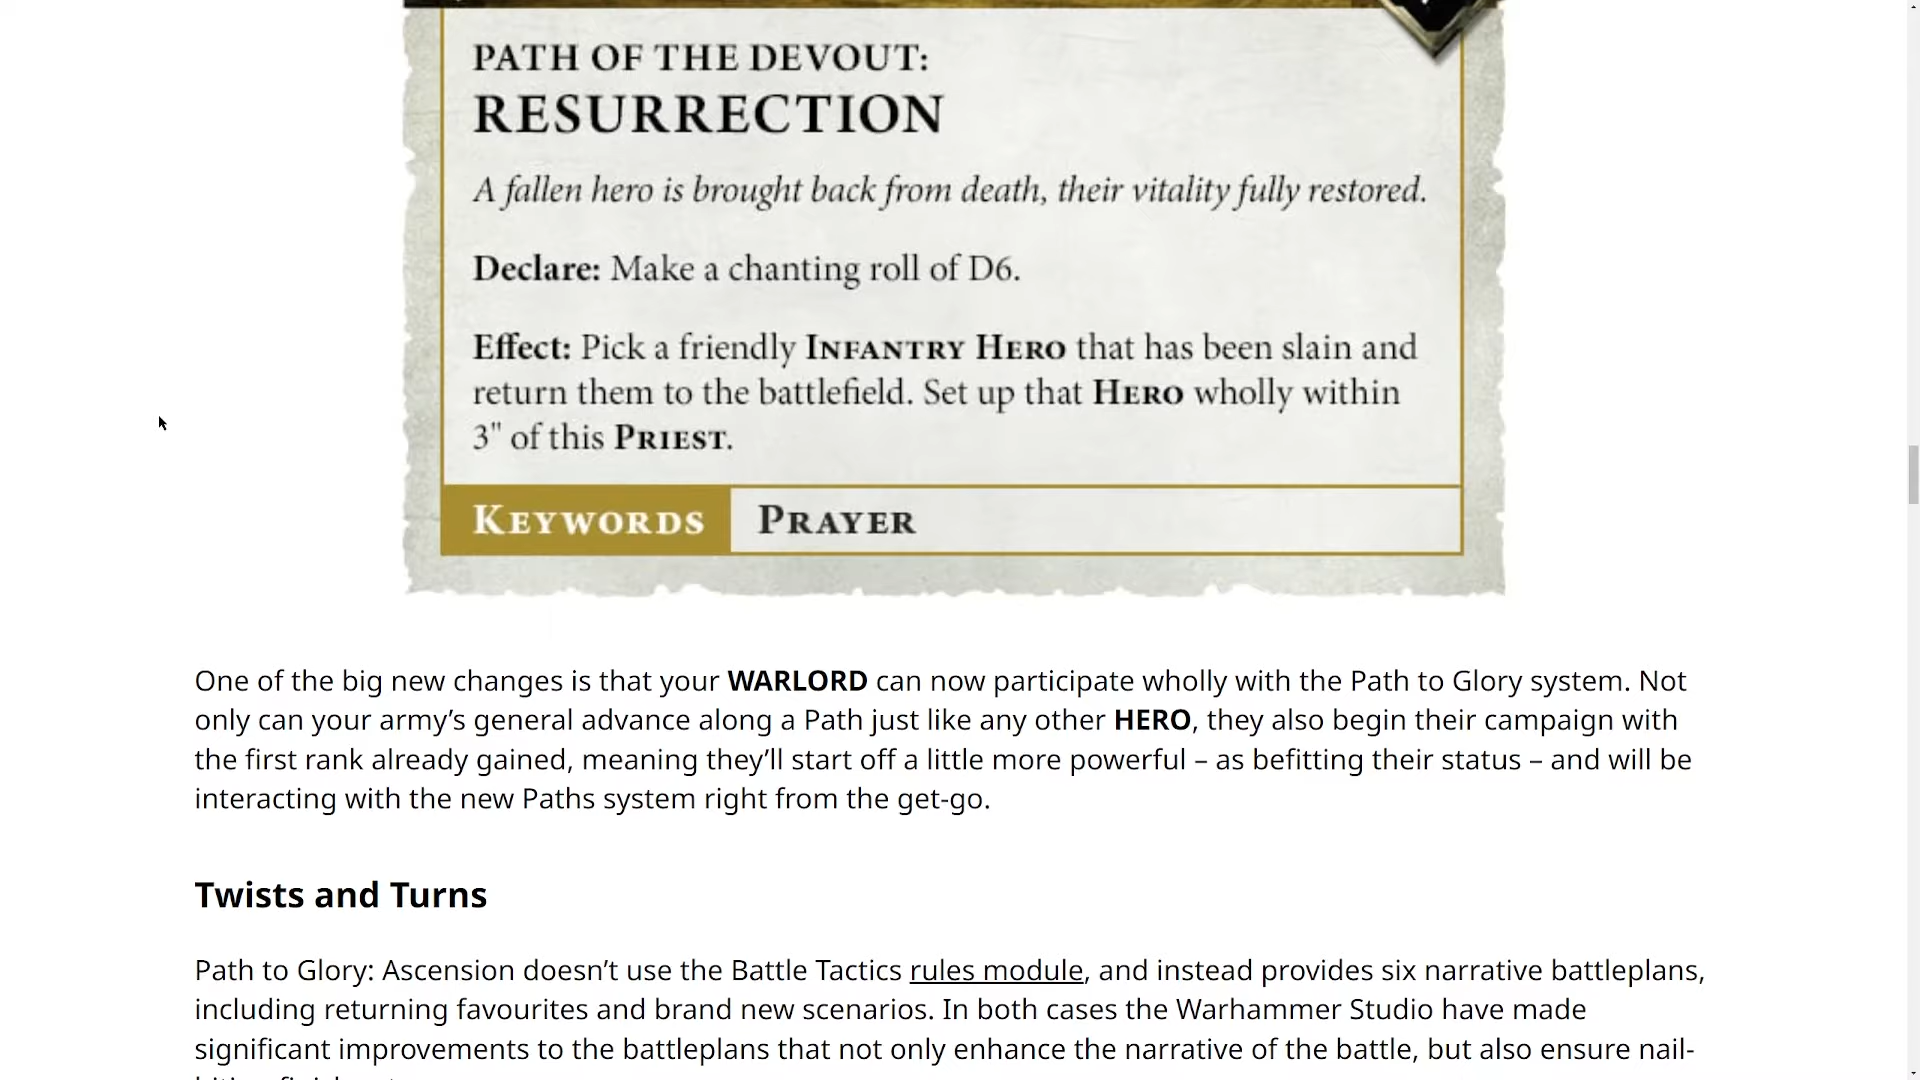 PATH OF THE DEVOUT:
RESURRECTION
A fallen hero is brought back from death, their vitality fully restored.
Declare: Make a chanting roll of D6.
Effect: Pick a friendly INFANTRY HERO that has been slain and
return them to the battlefield. Set up that HERO wholly within
3" of this PRIEST.
KEYWORDS PRAYER
One of the big new changes is that your WARLORD can now participate wholly with the Path to Glory system. Not
only can your army’s general advance along a Path just like any other HERO, they also begin their campaign with
the first rank already gained, meaning they’ll start off a little more powerful – as befitting their status – and will be
interacting with the new Paths system right from the get-go.
Twists and Turns
Path to Glory: Ascension doesn’t use the Battle Tactics rules module, and instead provides six narrative battleplans,
including returning favourites and brand new scenarios. In both cases the Warhammer Studio have made
significant improvements to the battleplans that not only enhance the narrative of the battle, but also ensure nail-